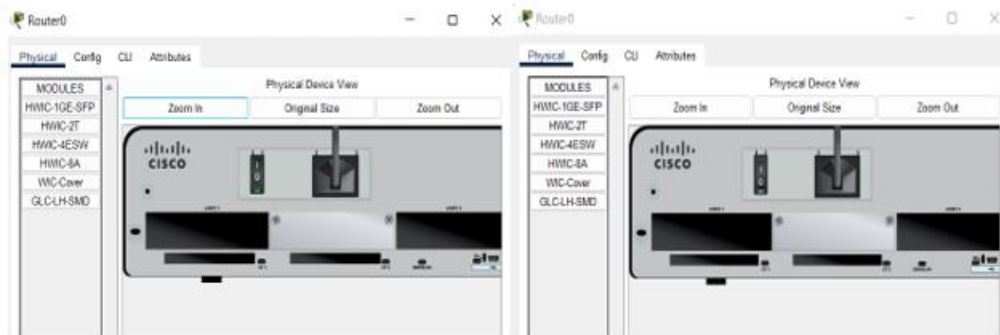 Router0
Physical Config CLI Attributes
MODULES
HWIC-1GE-SFP
HWIC-2T
HWIC-4ESW
HWIC-8A
WIC-Cover
GLC-LH-SMD
Physical Device View
Zoom In Original Size Zoom Out
CISCO
Router0
Physical Config CLI Attributes
MODULES
HWIC-1GE-SFP
HWIC-2T
HWIC-4ESW
HWIC-8A
WIC-Cover
GLC-LH-SMD
Physical Device View
Zoom In Original Size Zoom Out
CISCO